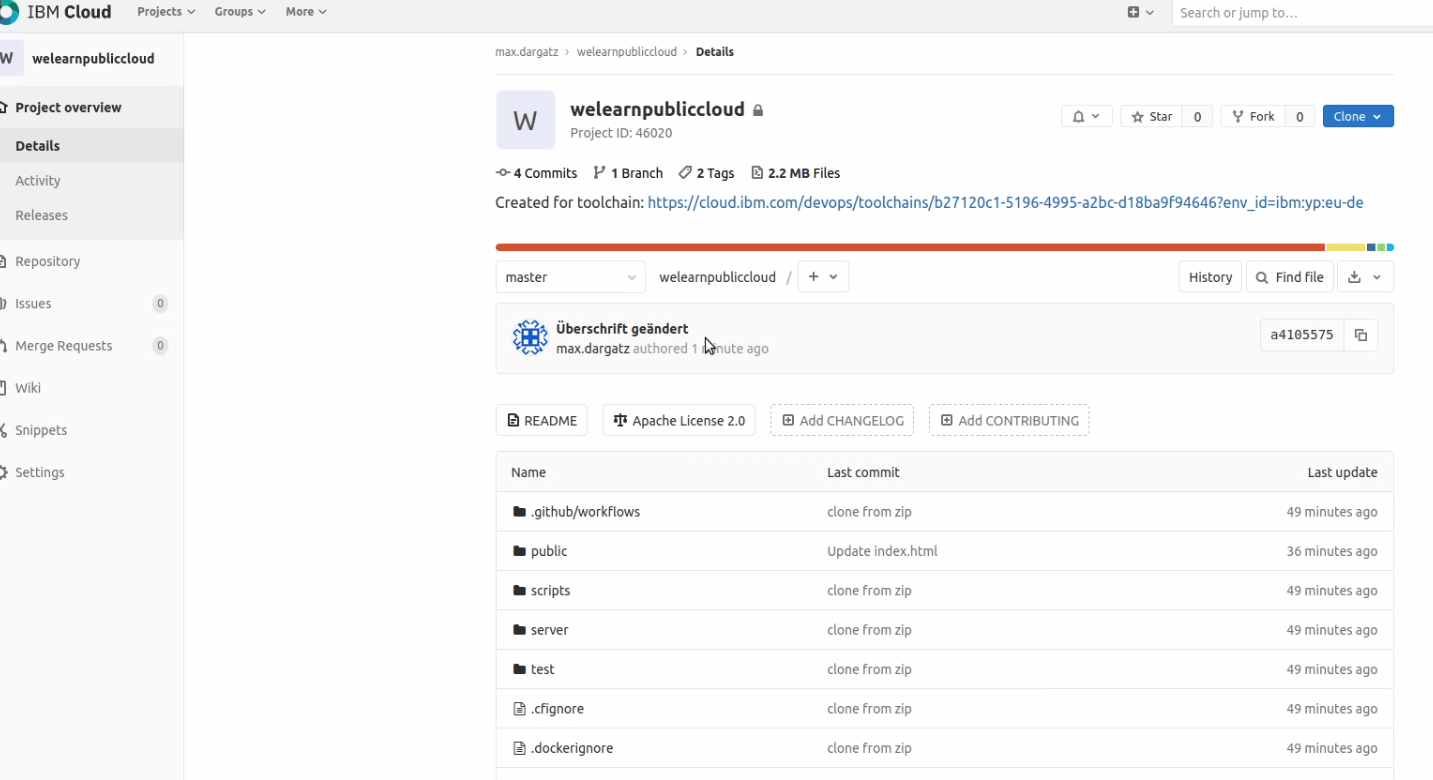 IBM Cloud Projects Groups More Search or jump to...
W welearnpubliccloud
Project overview
Details
Activity
Releases
Repository
Issues 0
Merge Requests 0
Wiki
Snippets
Settings
max.dargatz › welearnpubliccloud › Details
W
welearnpubliccloud
Project ID: 46020
Star 0 Fork 0 Clone
4 Commits 1 Branch 2 Tags 2.2 MB Files
Created for toolchain: https://cloud.ibm.com/devops/toolchains/b27120c1-5196-4995-a2bc-d18ba9f94646?env_id=ibm:yp:eu-de
master welearnpubliccloud / + History Find file
Überschrift geändert
max.dargatz authored 1 minute ago
a4105575
README Apache License 2.0 Add CHANGELOG Add CONTRIBUTING
Name Last commit Last update
.github/workflows clone from zip 49 minutes ago
public Update index.html 36 minutes ago
scripts clone from zip 49 minutes ago
server clone from zip 49 minutes ago
test clone from zip 49 minutes ago
.cfignore clone from zip 49 minutes ago
.dockerignore clone from zip 49 minutes ago